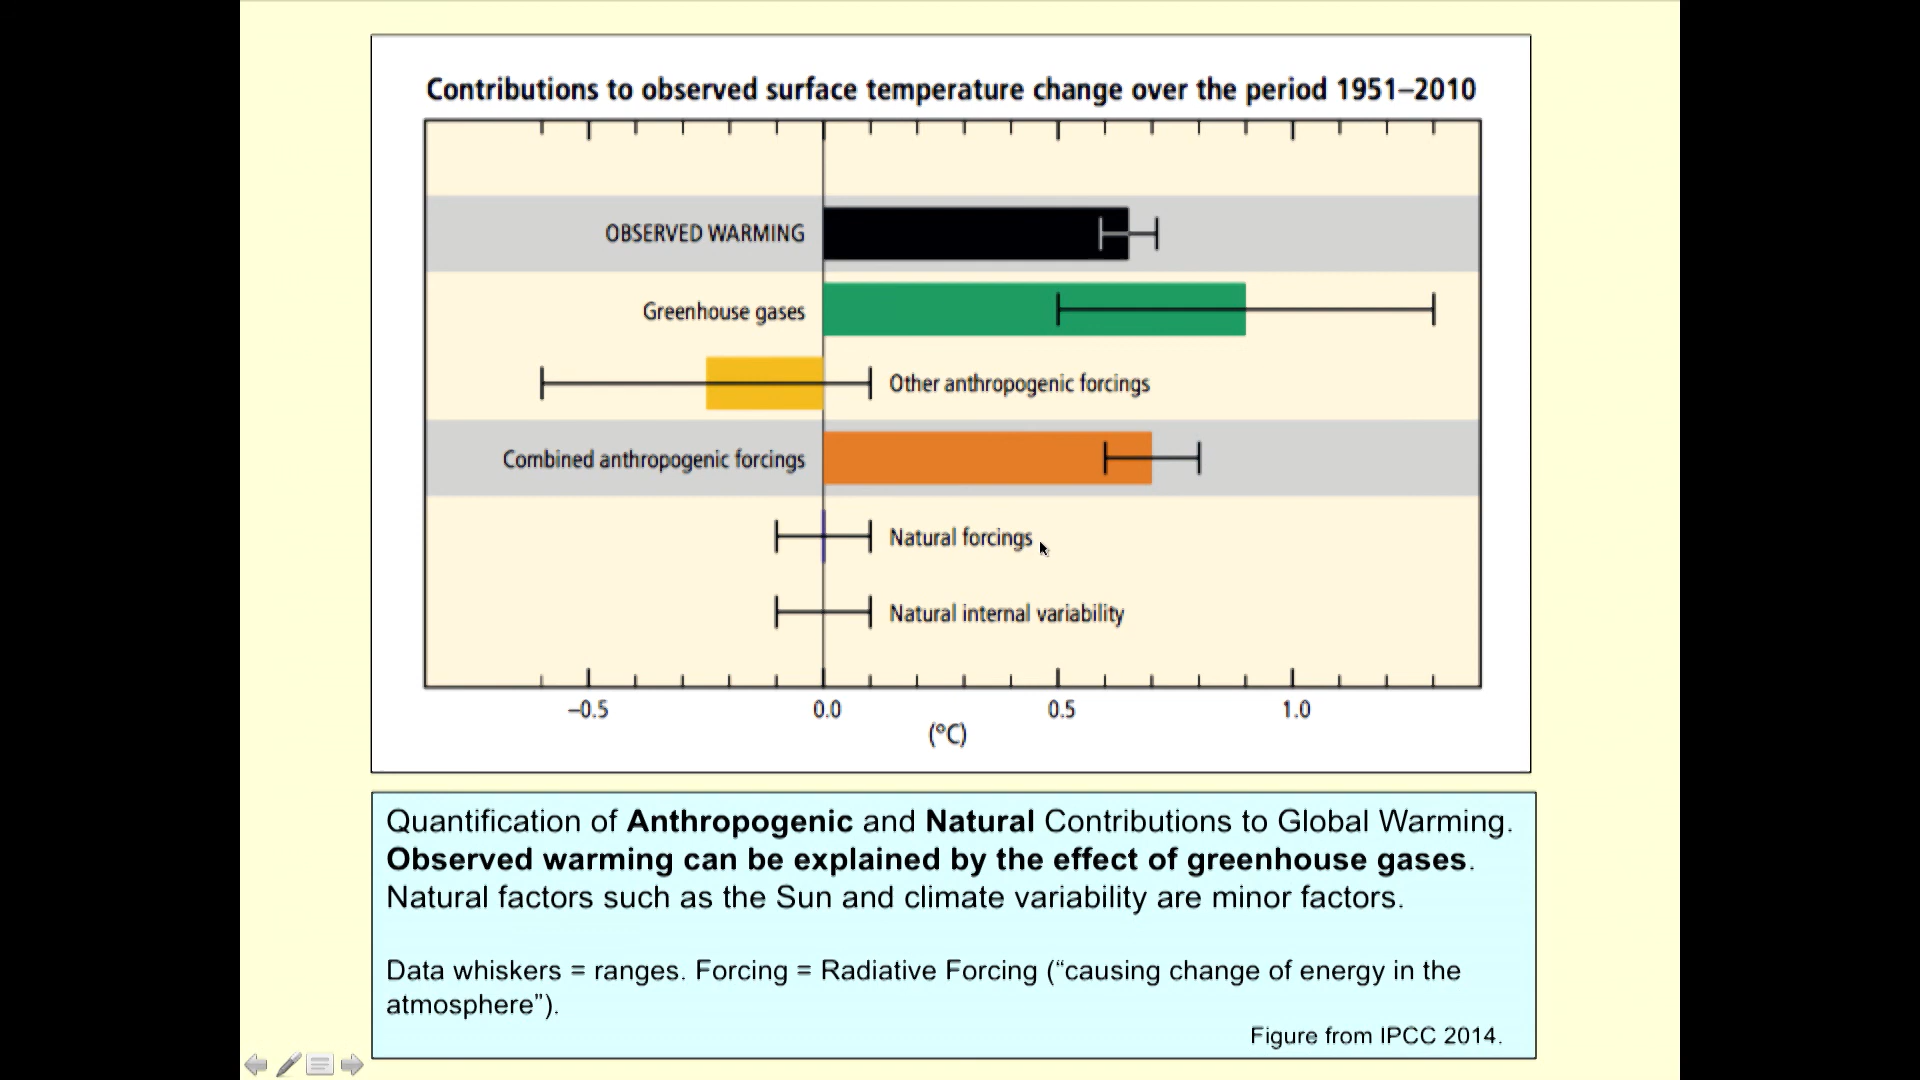 Contributions to observed surface temperature change over the period 1951–2010
OBSERVED WARMING
Greenhouse gases
Other anthropogenic forcings
Combined anthropogenic forcings
Natural forcings
Natural internal variability
–0.5 0.0 0.5 1.0
(°C)
Quantification of Anthropogenic and Natural Contributions to Global Warming.
Observed warming can be explained by the effect of greenhouse gases.
Natural factors such as the Sun and climate variability are minor factors.
Data whiskers = ranges. Forcing = Radiative Forcing (“causing change of energy in the
atmosphere”).
Figure from IPCC 2014.